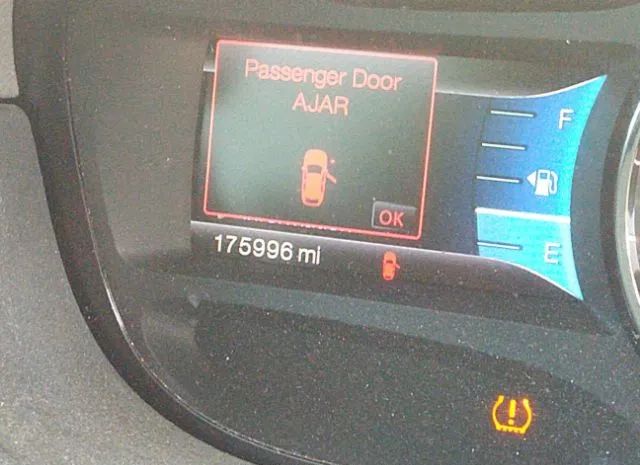 Passenger Door
AJAR
OK
175996 mi
F
E